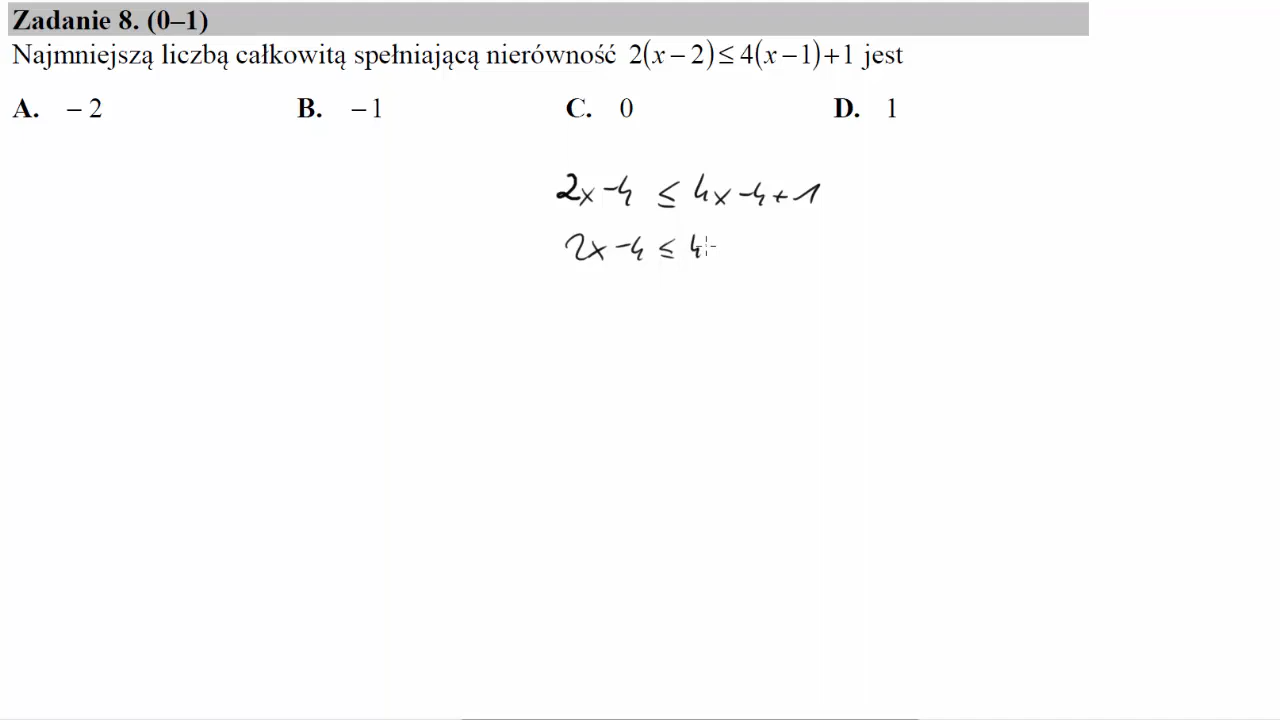 Zadanie 8. (0–1)
Najmniejszą liczbą całkowitą spełniającą nierówność 2(x−2)≤4(x−1)+1 jest
A. −2 B. −1 C. 0 D. 1
2x −4 ≤ 4x −4 + 1
2x −4 ≤ 4